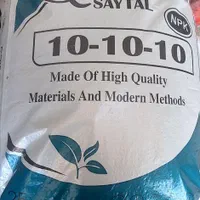 SAYTAL
NPK
10-10-10
Made Of High Quality
Materials And Modern Methods